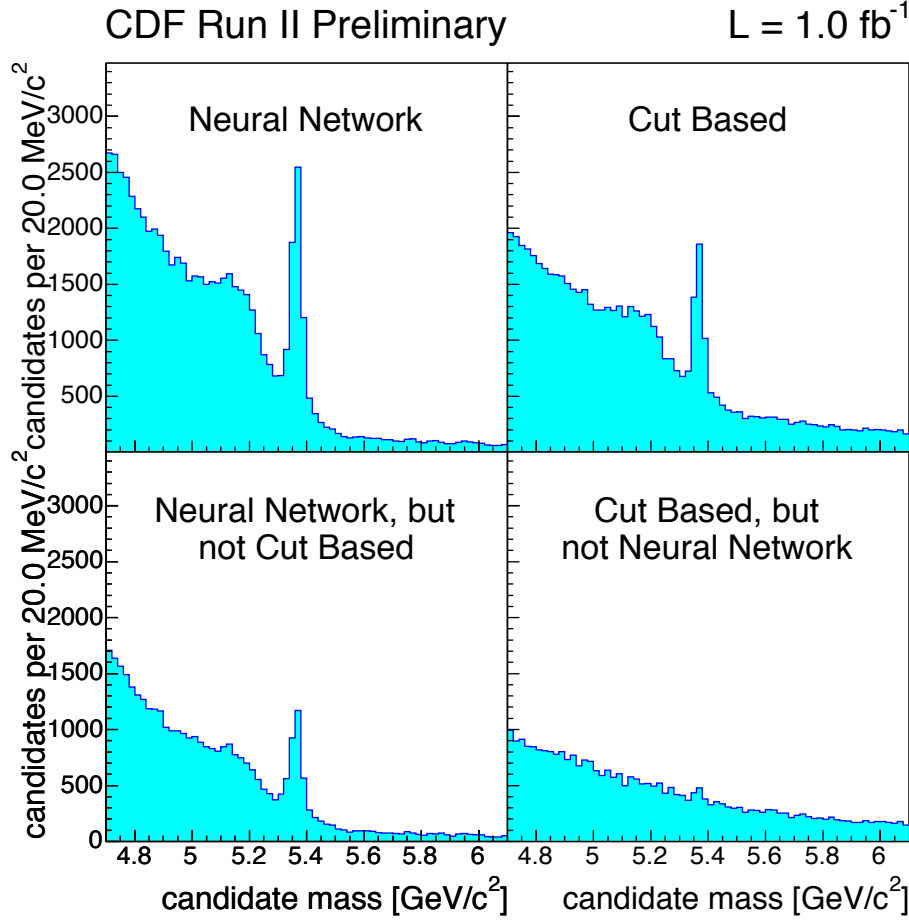 CDF Run II Preliminary L = 1.0 fb⁻¹
candidates per 20.0 MeV/c²
3000
2500
2000
1500
1000
500
Neural Network
Cut Based
candidates per 20.0 MeV/c²
3000
2500
2000
1500
1000
500
0
Neural Network, but
not Cut Based
Cut Based, but
not Neural Network
4.8 5 5.2 5.4 5.6 5.8 6
4.8 5 5.2 5.4 5.6 5.8 6
candidate mass [GeV/c²]
candidate mass [GeV/c²]